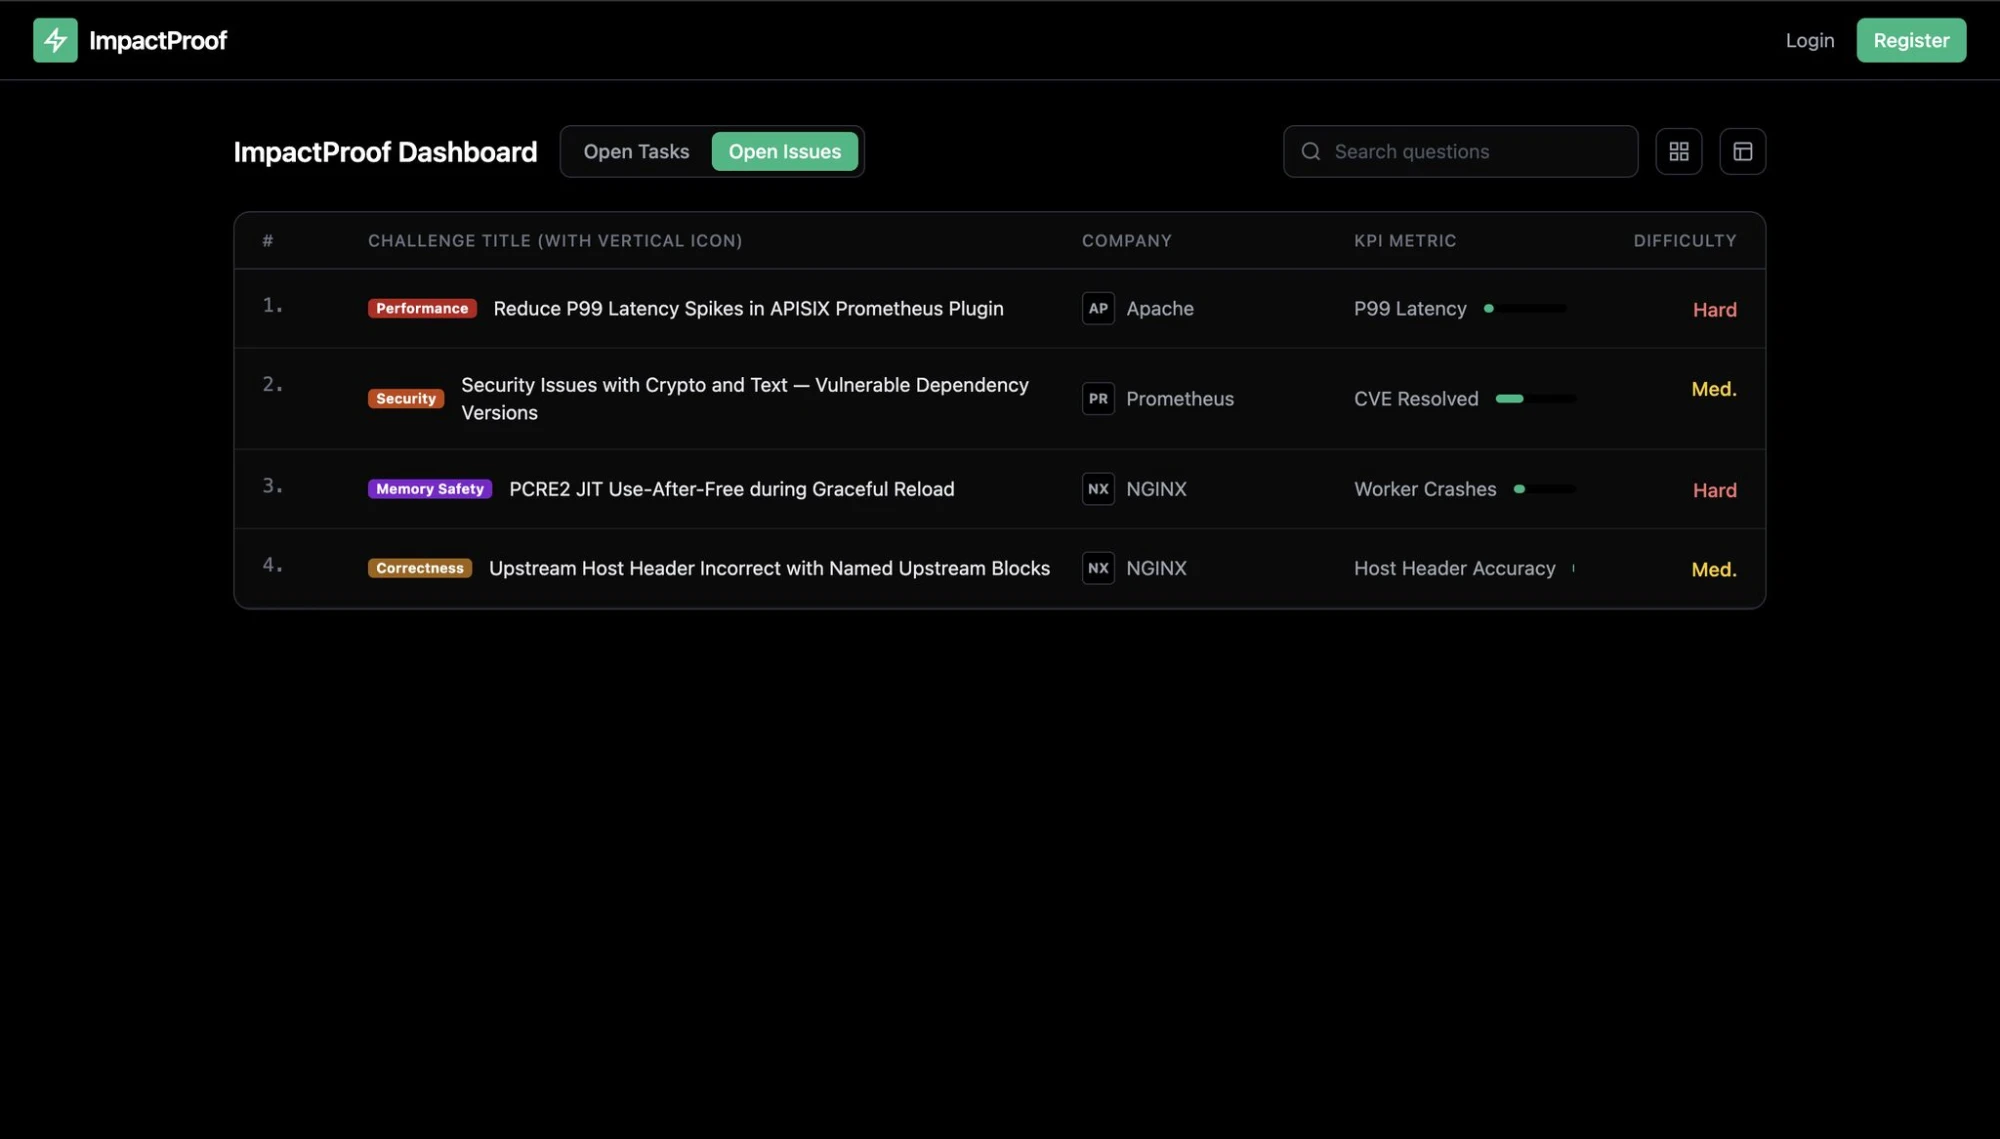 ImpactProof
Login
Register
ImpactProof Dashboard
Open Tasks
Open Issues
Search questions
# CHALLENGE TITLE (WITH VERTICAL ICON) COMPANY KPI METRIC DIFFICULTY
1. Performance Reduce P99 Latency Spikes in APISIX Prometheus Plugin AP Apache P99 Latency Hard
2. Security Security Issues with Crypto and Text — Vulnerable Dependency
Versions PR Prometheus CVE Resolved Med.
3. Memory Safety PCRE2 JIT Use-After-Free during Graceful Reload NX NGINX Worker Crashes Hard
4. Correctness Upstream Host Header Incorrect with Named Upstream Blocks NX NGINX Host Header Accuracy Med.